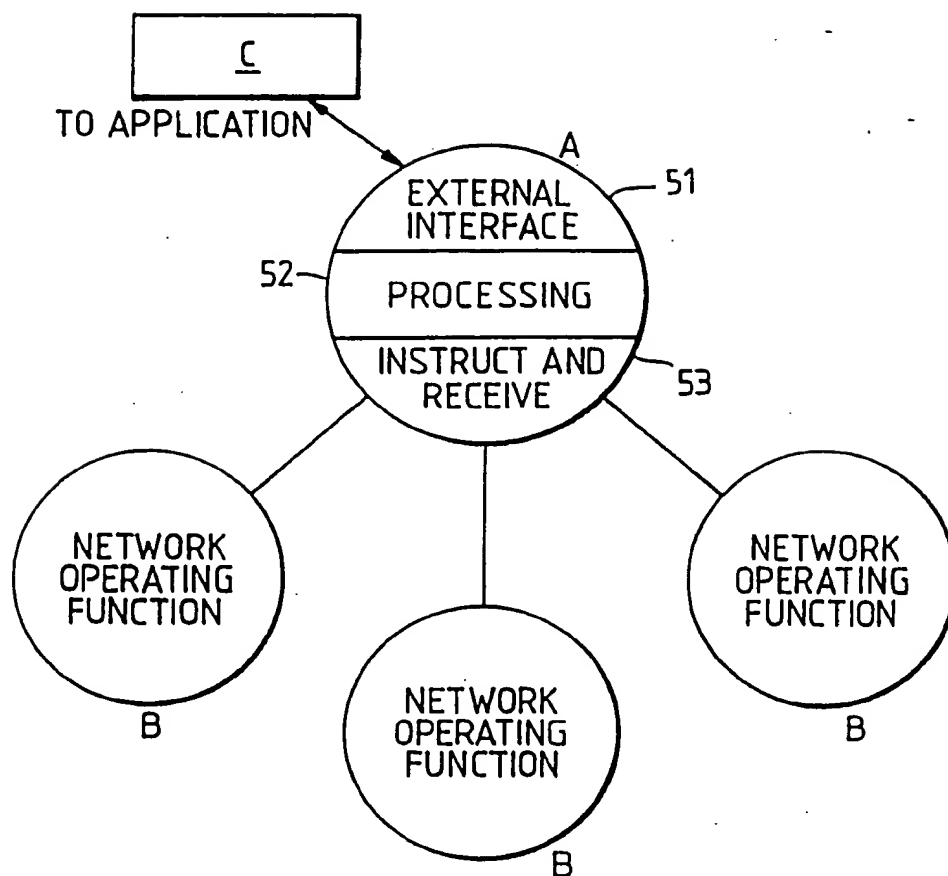 C
TO APPLICATION
A
51
EXTERNAL
INTERFACE
52
PROCESSING
INSTRUCT AND
RECEIVE
53
NETWORK
OPERATING
FUNCTION
B
NETWORK
OPERATING
FUNCTION
B
NETWORK
OPERATING
FUNCTION
B